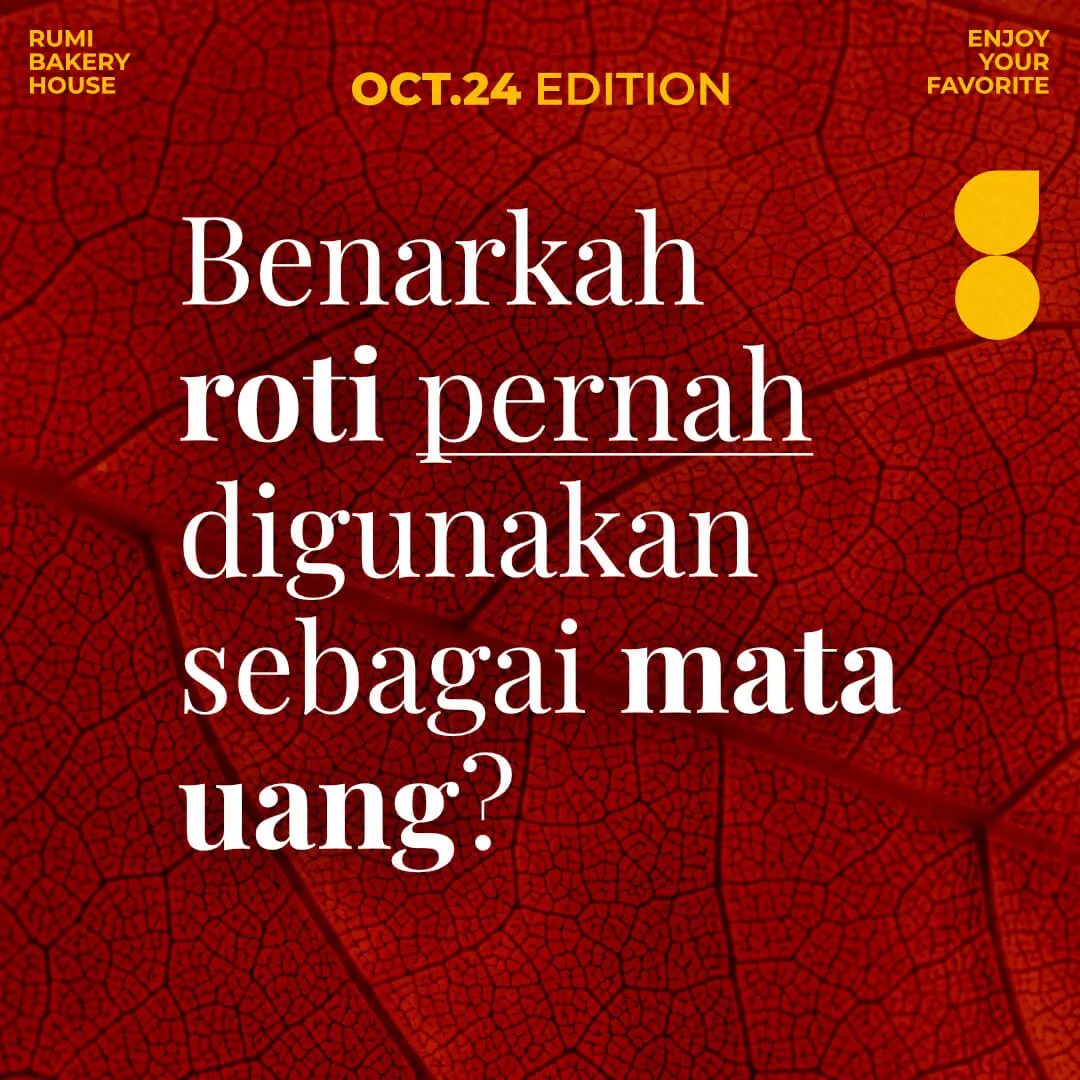 RUMI
BAKERY
HOUSE
OCT.24 EDITION
ENJOY
YOUR
FAVORITE
Benarkah
roti pernah
digunakan
sebagai mata
uang?